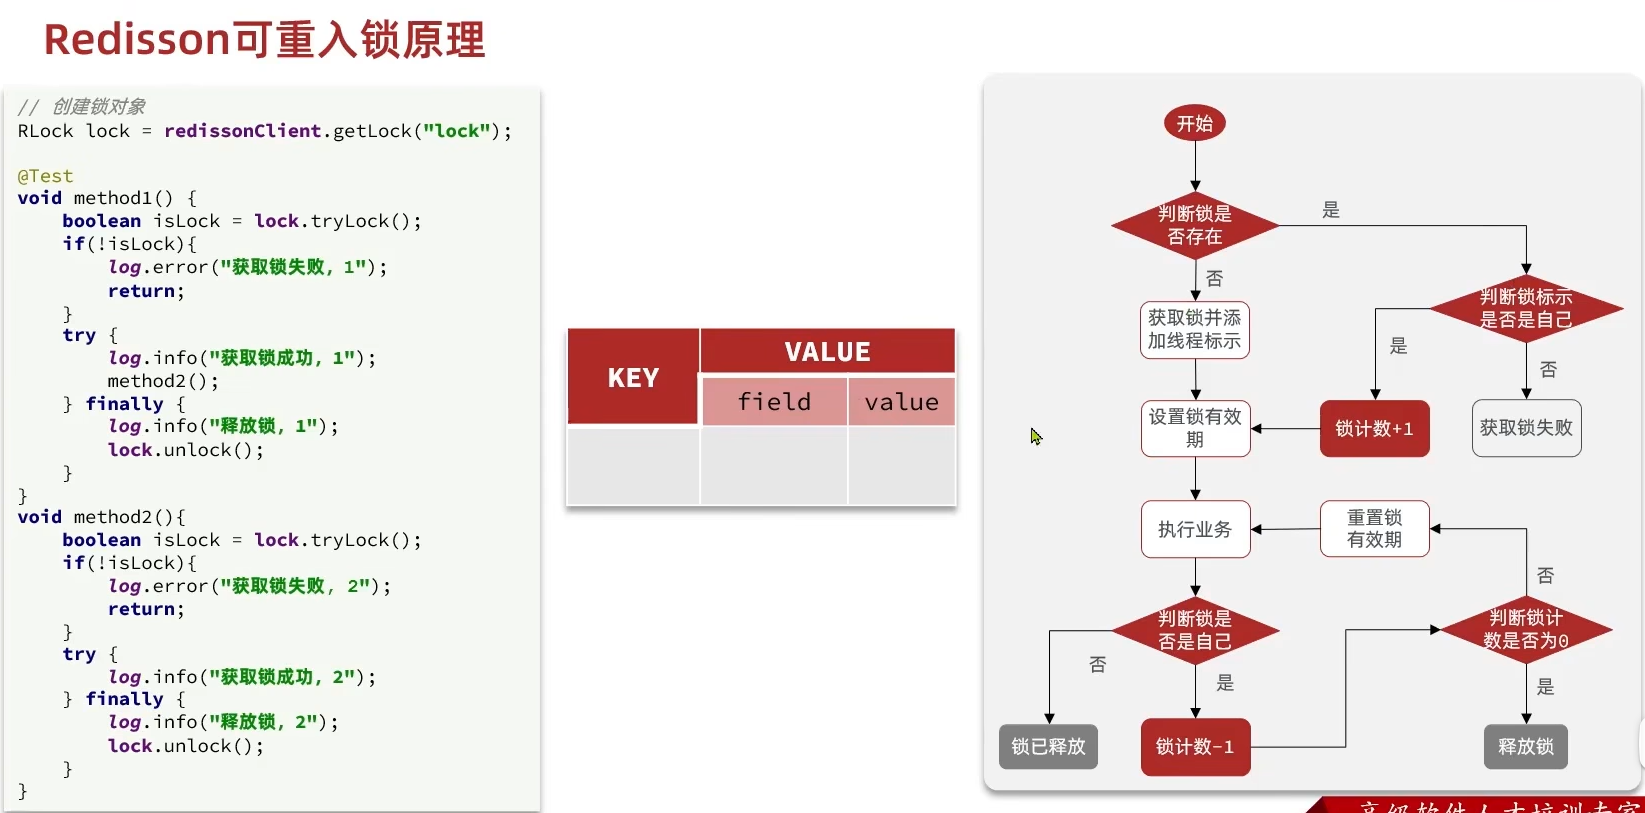 Redisson可重入锁原理
// 创建锁对象
RLock lock = redissonClient.getLock("lock");
@Test
void method1() {
boolean isLock = lock.tryLock();
if(!isLock){
log.error("获取锁失败，1");
return;
}
try {
log.info("获取锁成功，1");
method2();
} finally {
log.info("释放锁，1");
lock.unlock();
}
}
void method2(){
boolean isLock = lock.tryLock();
if(!isLock){
log.error("获取锁失败，2");
return;
}
try {
log.info("获取锁成功，2");
} finally {
log.info("释放锁，2");
lock.unlock();
}
}
KEY
VALUE
field
value
开始
判断锁是
否存在
是
否
判断锁标示
是否是自己
获取锁并添
加线程标示
是
否
设置锁有效
期
锁计数+1
获取锁失败
执行业务
重置锁
有效期
否
判断锁是
否是自己
判断锁计
数是否为0
否
是
是
锁已释放
锁计数-1
释放锁
高级软件人才培训专家